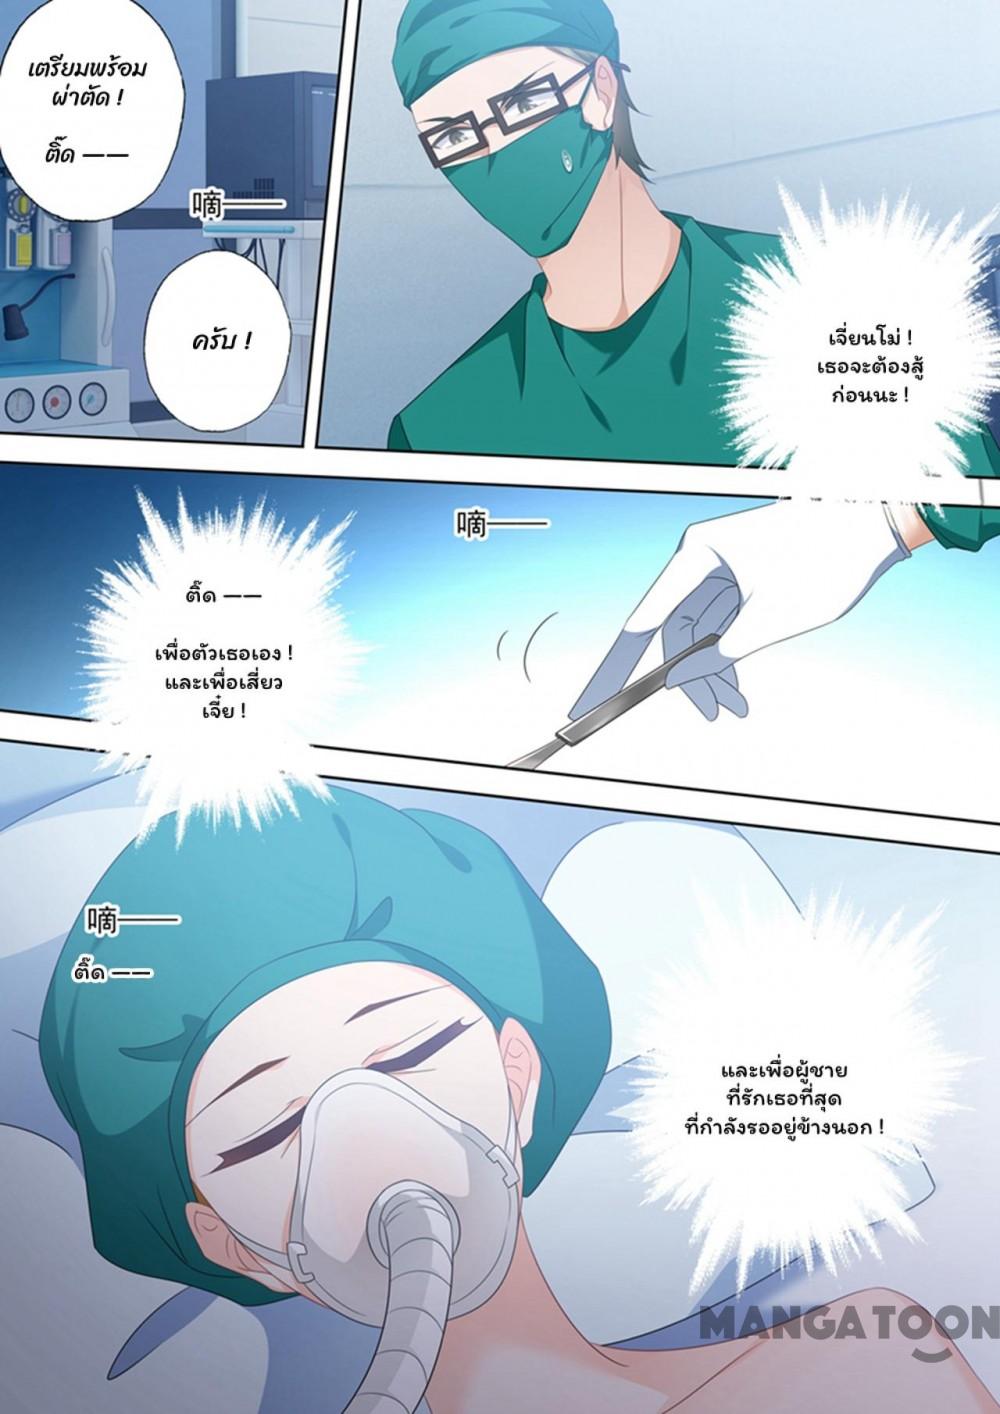 เตรียมพร้อม
ผ่าตัด !
ติ๊ด ——
嘀——
ครับ !
เจี่ยนโม่ !
เธอจะต้องสู้
ก่อนนะ !
嘀——
ติ๊ด ——
เพื่อตัวเธอเอง !
และเพื่อเสี่ยว
เจี๋ย !
嘀——
ติ๊ด ——
และเพื่อผู้ชาย
ที่รักเธอที่สุด
ที่กำลังรออยู่ข้างนอก !
MANGATOON